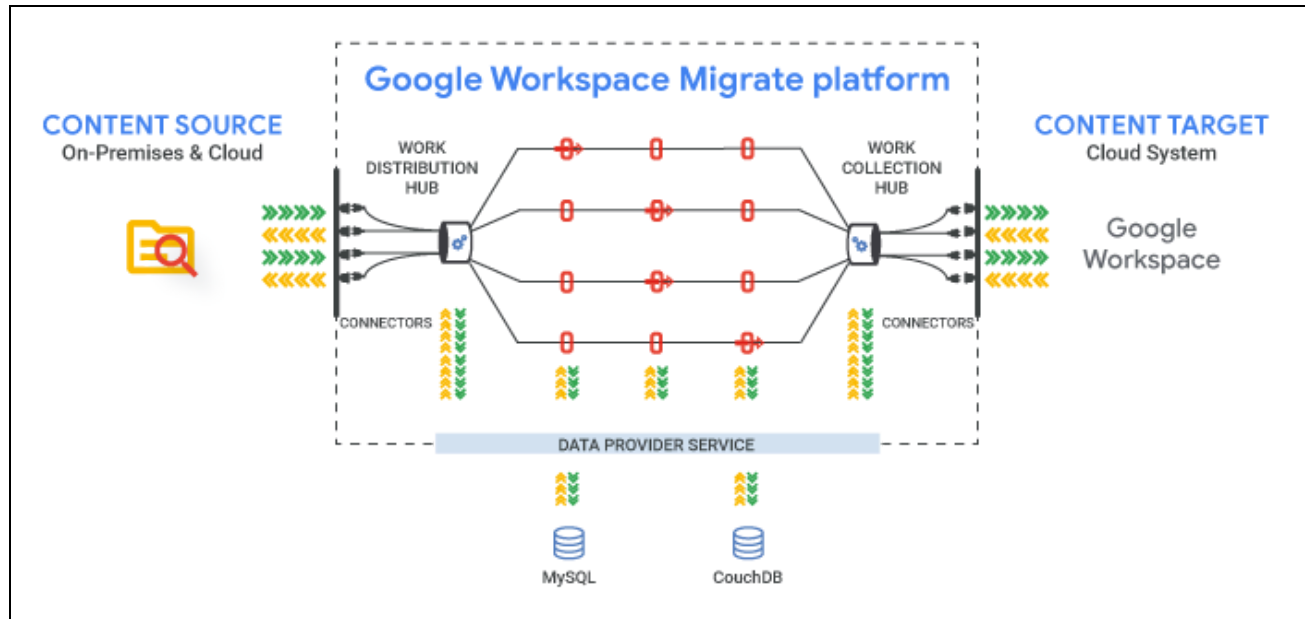 Google Workspace Migrate platform
CONTENT SOURCE
On-Premises & Cloud
WORK
DISTRIBUTION
HUB
WORK
COLLECTION
HUB
CONTENT TARGET
Cloud System
Google
Workspace
CONNECTORS
CONNECTORS
DATA PROVIDER SERVICE
MySQL
CouchDB